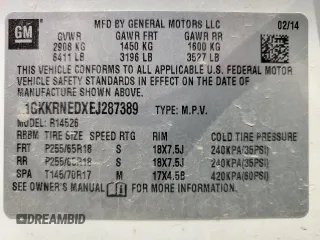 GM
MFD BY GENERAL MOTORS LLC 02/14
GVWR GAWR FRT GAWR RR
2908 KG 1450 KG 1600 KG
6411 LB 3196 LB 3527 LB
THIS VEHICLE CONFORMS TO ALL APPLICABLE U.S. FEDERAL MOTOR
VEHICLE SAFETY STANDARDS IN EFFECT ON THE DATE OF
MANUFACTURE SHOWN ABOVE.
1GKKRNEDXEJ287389 TYPE: M.P.V.
MODEL: R14526
TIRE SIZE SPEED RTG RIM COLD TIRE PRESSURE
FRT P255/65R18 S 18X7.5J 240KPA(35PSI)
RR P255/65R18 S 18X7.5J 240KPA(35PSI)
SPA T145/70R17 M 17X4.5B 420KPA(60PSI)
SEE OWNER'S MANUAL FOR MORE INFORMATION.
DREAMBID